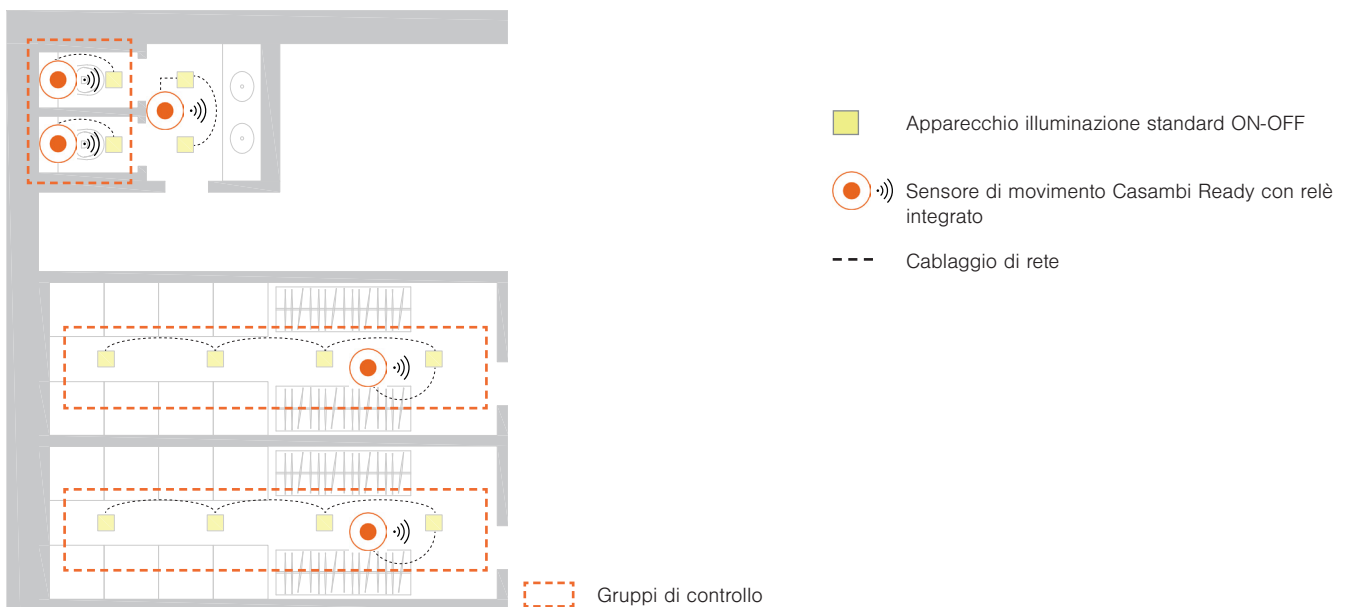 Apparecchio illuminazione standard ON-OFF
Sensore di movimento Casambi Ready con relè
integrato
Cablaggio di rete
Gruppi di controllo